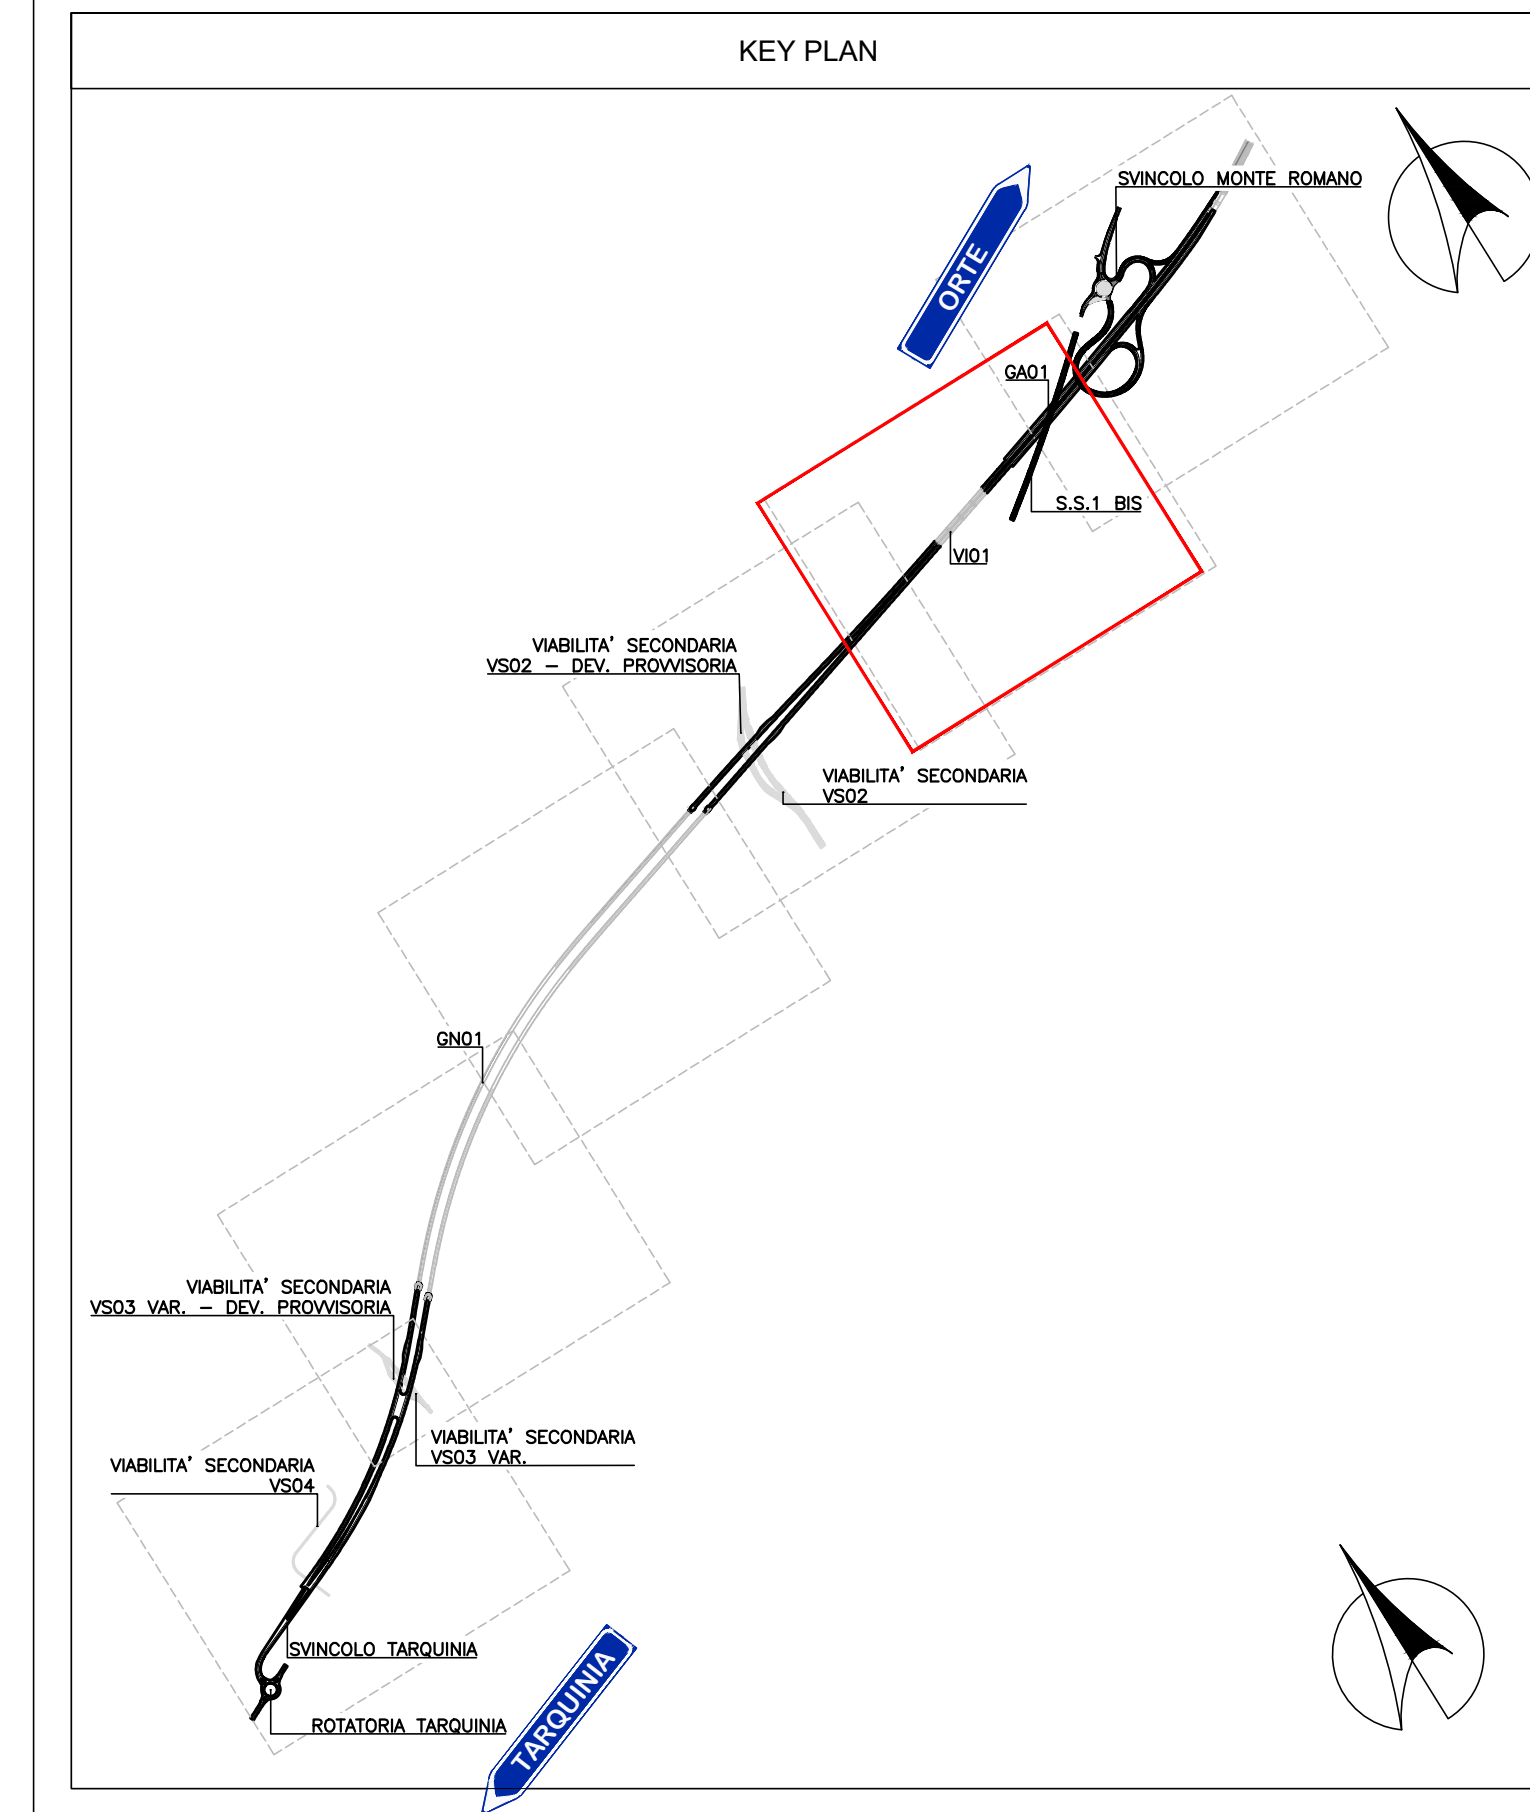 KEY PLAN
SVINCOLO MONTE ROMANO
ORTE
GA01
S.S.1 BIS
VI01
VIABILITA' SECONDARIA
VS02 – DEV. PROVVISORIA
VIABILITA' SECONDARIA
VS02
GN01
VIABILITA' SECONDARIA
VS03 VAR. – DEV. PROVVISORIA
VIABILITA' SECONDARIA
VS03 VAR.
VIABILITA' SECONDARIA
VS04
SVINCOLO TARQUINIA
TARQUINIA
ROTATORIA TARQUINIA